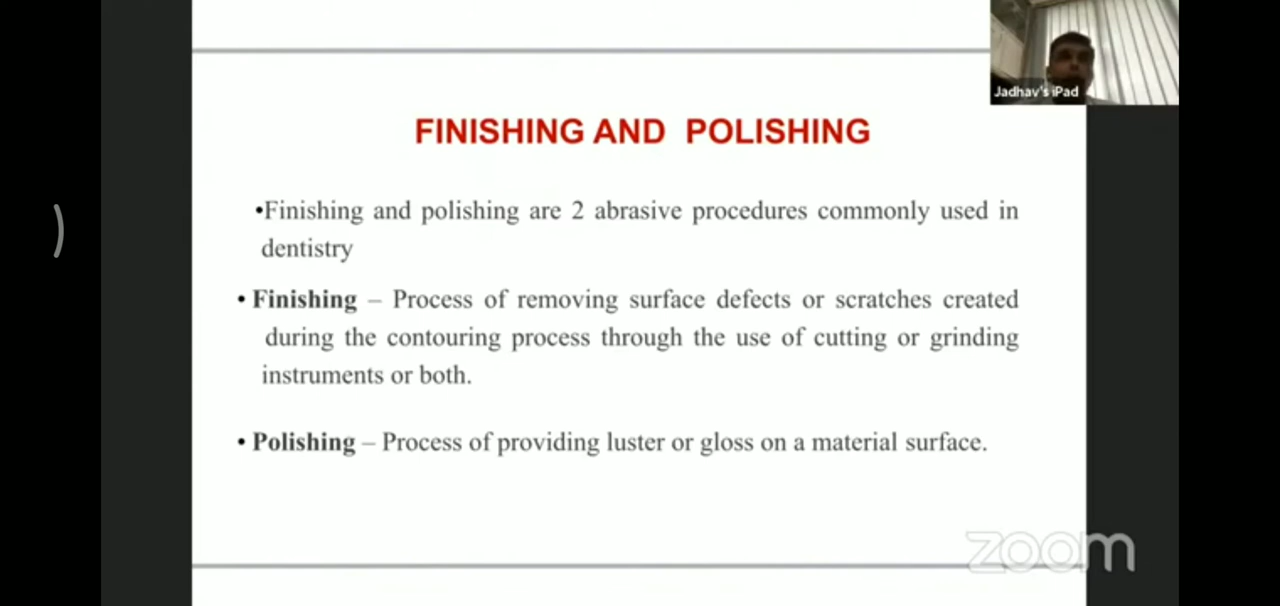 Jadhav's iPad
FINISHING AND POLISHING
•Finishing and polishing are 2 abrasive procedures commonly used in
dentistry
• Finishing – Process of removing surface defects or scratches created
during the contouring process through the use of cutting or grinding
instruments or both.
• Polishing – Process of providing luster or gloss on a material surface.
zoom